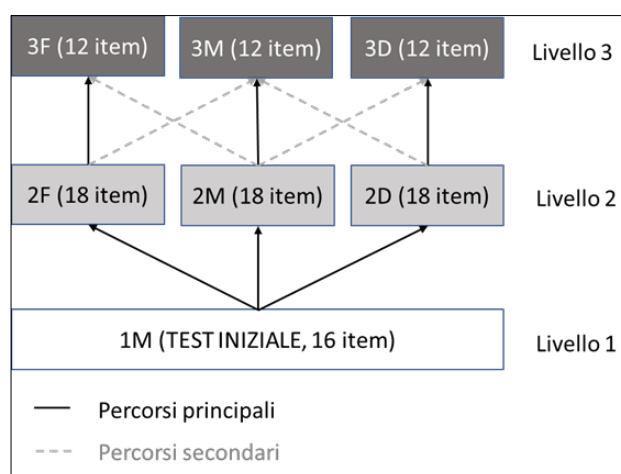 3F (12 item) 3M (12 item) 3D (12 item) Livello 3
2F (18 item) 2M (18 item) 2D (18 item) Livello 2
1M (TEST INIZIALE, 16 item) Livello 1
Percorsi principali
Percorsi secondari